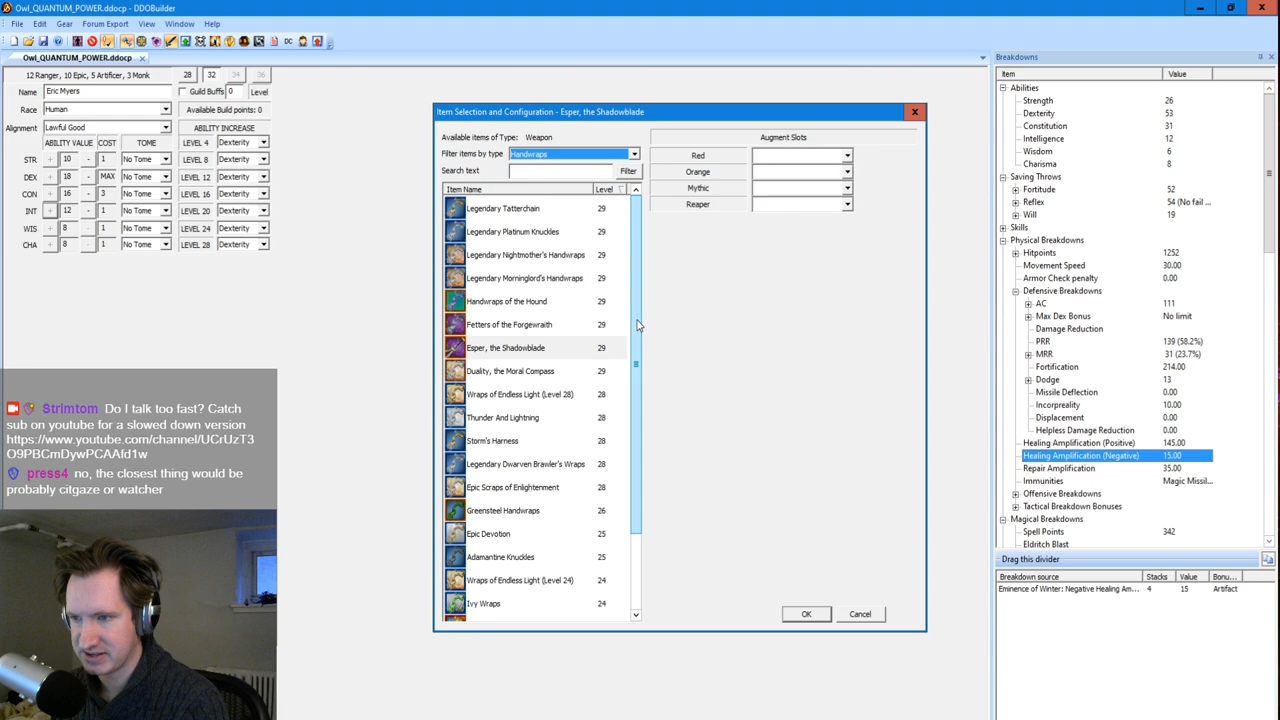 Owl_QUANTUM_POWER.ddocp - DDOBuilder
File Edit Gear Forum Export View Window Help
Owl_QUANTUM_POWER.ddocp
12 Ranger, 10 Epic, 5 Artificer, 3 Monk 28 32 34 36
Name Eric Myers Guild Buffs 0 Level
Race Human Available Build points: 0
Alignment Lawful Good ABILITY INCREASE
ABILITY VALUE COST TOME LEVEL 4 Dexterity
STR + 10 - 1 No Tome LEVEL 8 Dexterity
DEX + 18 - MAX No Tome LEVEL 12 Dexterity
CON + 16 - 3 No Tome LEVEL 16 Dexterity
INT + 12 - 1 No Tome LEVEL 20 Dexterity
WIS + 8 - 1 No Tome LEVEL 24 Dexterity
CHA + 8 - 1 No Tome LEVEL 28 Dexterity
Strimtom Do I talk too fast? Catch
sub on youtube for a slowed down version
https://www.youtube.com/channel/UCrUzT3
O9PBCmDywPCAAfd1w
press4 no, the closest thing would be
probably citgaze or watcher
Item Selection and Configuration - Esper, the Shadowblade
Available items of Type: Weapon
Filter items by type Handwraps
Search text Filter
Item Name Level
Legendary Tatterchain 29
Legendary Platinum Knuckles 29
Legendary Nightmother's Handwraps 29
Legendary Morninglord's Handwraps 29
Handwraps of the Hound 29
Fetters of the Forgewraith 29
Esper, the Shadowblade 29
Duality, the Moral Compass 29
Wraps of Endless Light (Level 28) 28
Thunder And Lightning 28
Storm's Harness 28
Legendary Dwarven Brawler's Wraps 28
Epic Scraps of Enlightenment 28
Greensteel Handwraps 26
Epic Devotion 25
Adamantine Knuckles 25
Wraps of Endless Light (Level 24) 24
Ivy Wraps 24
Augment Slots
Red
Orange
Mythic
Reaper
OK Cancel
Breakdowns
Item Value
Abilities
Strength 26
Dexterity 53
Constitution 31
Intelligence 12
Wisdom 6
Charisma 8
Saving Throws
Fortitude 52
Reflex 54 (No fail ...
Will 19
Skills
Physical Breakdowns
Hitpoints 1252
Movement Speed 30.00
Armor Check penalty 0.00
Defensive Breakdowns
AC 111
Max Dex Bonus No limit
Damage Reduction
PRR 139 (58.2%)
MRR 31 (23.7%)
Fortification 214.00
Dodge 13
Missile Deflection 0.00
Incorpreality 10.00
Displacement 0.00
Helpless Damage Reduction 0.00
Healing Amplification (Positive) 145.00
Healing Amplification (Negative) 15.00
Repair Amplification 35.00
Immunities Magic Missil...
Offensive Breakdowns
Tactical Breakdown Bonuses
Magical Breakdowns
Spell Points 342
Eldritch Blast
Drag this divider
Breakdown source Stacks Value Bonu...
Eminence of Winter: Negative Healing Am... 4 15 Artifact